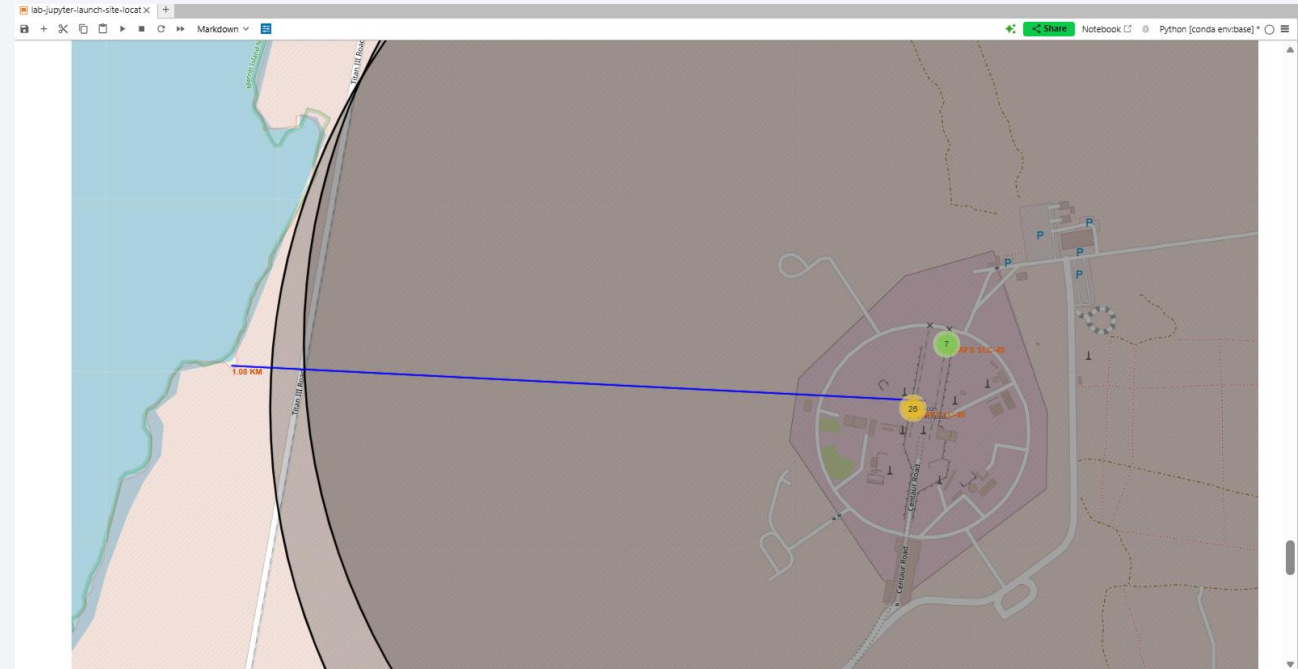 lab-jupyter-launch-site-locat
Markdown
Share
Notebook
Python [conda env:base] *
Titan III Road
P
P
P
P
P
7
26
1.08 KM
Titan III Road
Centaur Road
Centaur Road